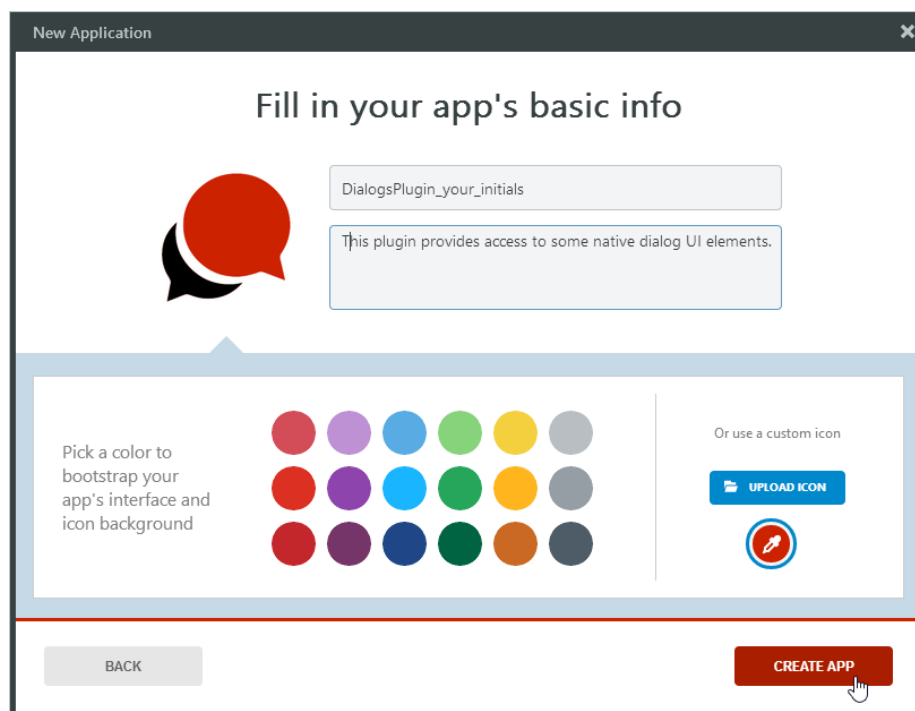 New Application
Fill in your app's basic info
DialogsPlugin_your_initials
This plugin provides access to some native dialog UI elements.
Pick a color to
bootstrap your
app's interface and
icon background
Or use a custom icon
UPLOAD ICON
BACK
CREATE APP